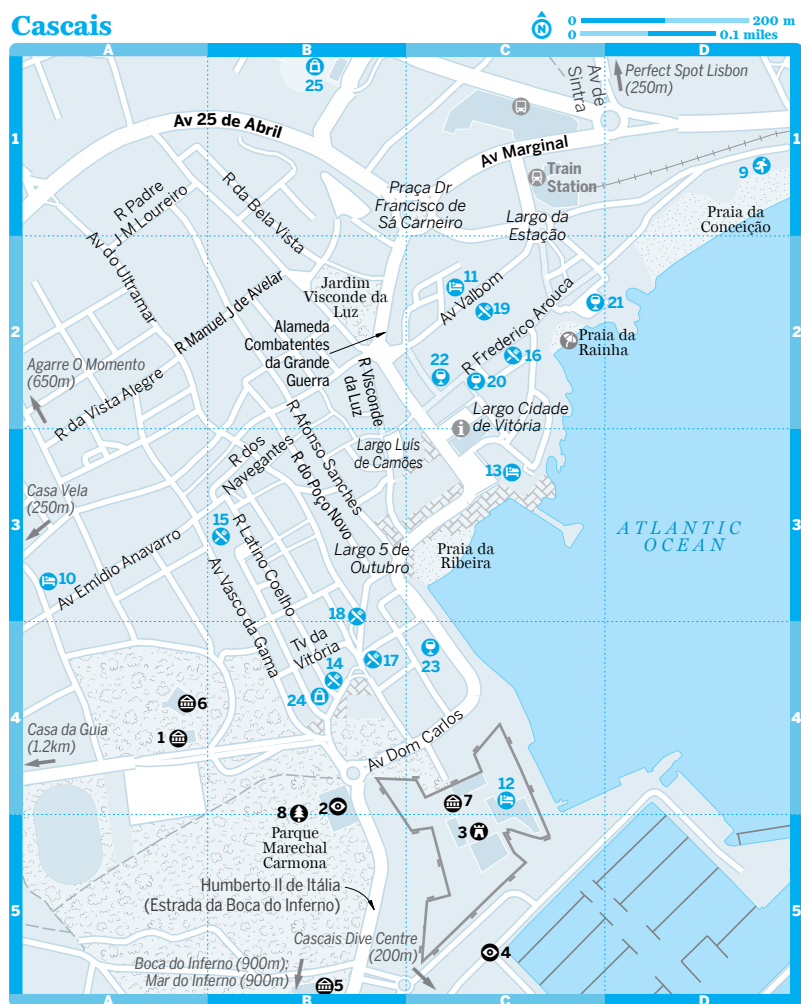 Cascais
N
0 200 m
0 0.1 miles
A B C D
1
2
3
4
5
25
Av de
Sintra
Perfect Spot Lisbon
(250m)
Av 25 de Abril
Av Marginal
1
Train
Station
9
R Padre
J M Loureiro
R da Bela Vista
Praça Dr
Francisco de
Sá Carneiro
Largo da
Estação
Praia da
Conceição
Av do Ultramar
Jardim
Visconde da
Luz
11
Av Valbom
19
21
R Manuel J de Avelar
Alameda
Combatentes
da Grande
Guerra
R Frederico Arouca
Praia da
Rainha
2
16
Agarre O Momento
(650m)
22
20
R da Vista Alegre
R Visconde
da Luz
Largo Cidade
de Vitória
R Afonso Sanches
R dos
Navegantes
Largo Luís
de Camões
R do Poço Novo
13
Casa Vela
(250m)
15
R Latino Coelho
ATLANTIC
OCEAN
3
Largo 5 de
Outubro
Praia da
Ribeira
10
Av Emídio Anavarro
Av Vasco da Gama
18
Tv da
Vitória
17
23
14
24
6
1
Casa da Guia
(1.2km)
4
Av Dom Carlos
12
7
8
2
3
Parque
Marechal
Carmona
Humberto II de Itália
(Estrada da Boca do Inferno)
5
Cascais Dive Centre
(200m)
4
Boca do Inferno (900m);
Mar do Inferno (900m)
5
A B C D